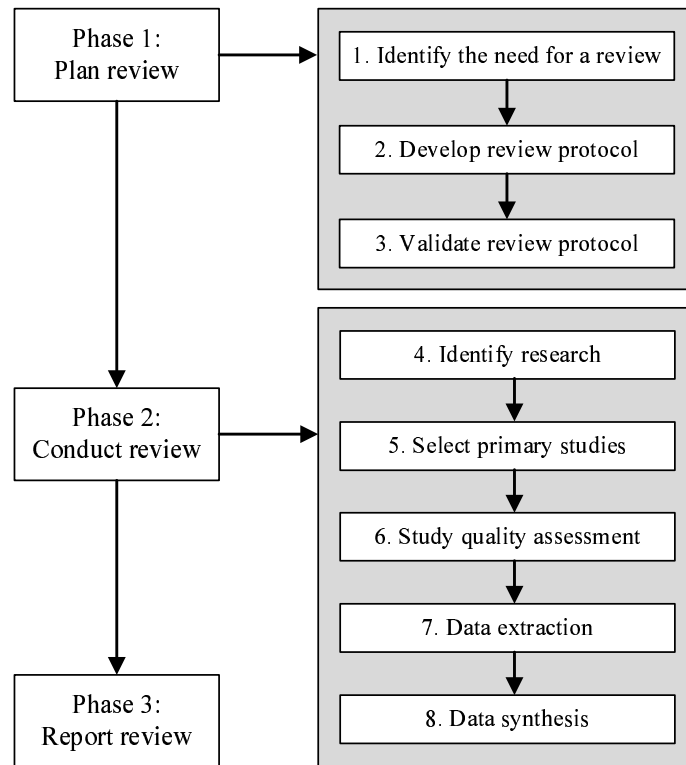 Phase 1:
Plan review
1. Identify the need for a review
2. Develop review protocol
3. Validate review protocol
Phase 2:
Conduct review
4. Identify research
5. Select primary studies
6. Study quality assessment
7. Data extraction
8. Data synthesis
Phase 3:
Report review